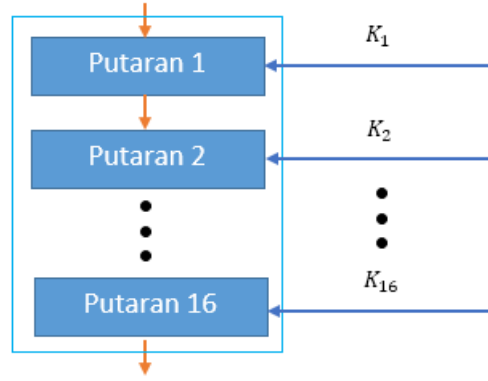 K₁
Putaran 1
K₂
Putaran 2
K₁₆
Putaran 16